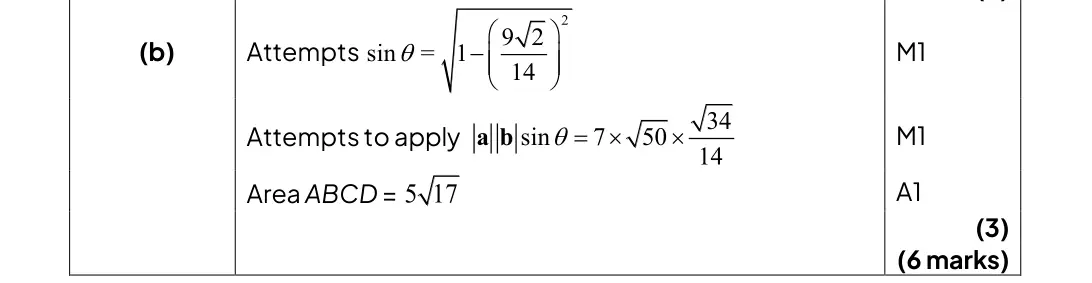 (b) Attempts sin θ = √(1−(9√2/14)²) M1
Attempts to apply |a||b|sin θ = 7×√50×√34/14 M1
Area ABCD = 5√17 A1
(3)
(6 marks)